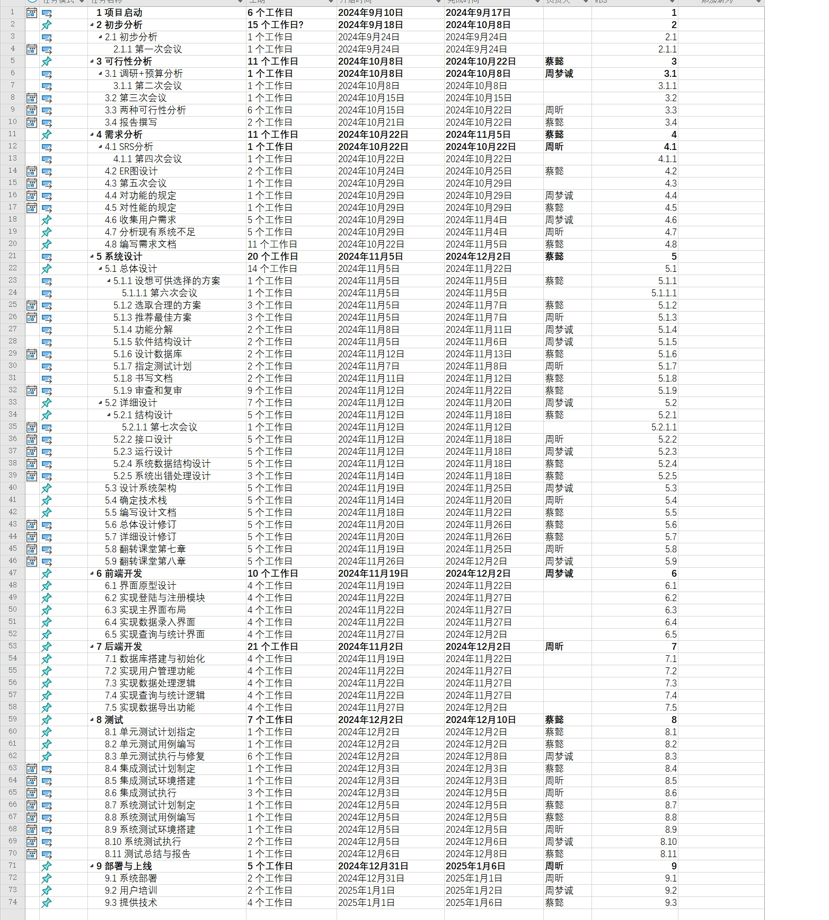 任务模式 任务名称 工期 开始时间 完成时间 负责人 WBS 添加新列
1 1 项目启动 6 个工作日 2024年9月10日 2024年9月17日 1
2 2 初步分析 15 个工作日? 2024年9月18日 2024年10月8日 2
3 2.1 初步分析 1 个工作日 2024年9月24日 2024年9月24日 2.1
4 2.1.1 第一次会议 1 个工作日 2024年9月24日 2024年9月24日 2.1.1
5 3 可行性分析 11 个工作日 2024年10月8日 2024年10月22日 蔡懿 3
6 3.1 调研+预算分析 1 个工作日 2024年10月8日 2024年10月8日 周梦诚 3.1
7 3.1.1 第二次会议 1 个工作日 2024年10月8日 2024年10月8日 3.1.1
8 3.2 第三次会议 1 个工作日 2024年10月15日 2024年10月15日 3.2
9 3.3 两种可行性分析 6 个工作日 2024年10月15日 2024年10月22日 周昕 3.3
10 3.4 报告撰写 2 个工作日 2024年10月21日 2024年10月22日 蔡懿 3.4
11 4 需求分析 11 个工作日 2024年10月22日 2024年11月5日 蔡懿 4
12 4.1 SRS分析 1 个工作日 2024年10月22日 2024年10月22日 周昕 4.1
13 4.1.1 第四次会议 1 个工作日 2024年10月22日 2024年10月22日 4.1.1
14 4.2 ER图设计 2 个工作日 2024年10月24日 2024年10月25日 蔡懿 4.2
15 4.3 第五次会议 1 个工作日 2024年10月29日 2024年10月29日 4.3
16 4.4 对功能的规定 1 个工作日 2024年10月29日 2024年10月29日 周梦诚 4.4
17 4.5 对性能的规定 1 个工作日 2024年10月29日 2024年10月29日 蔡懿 4.5
18 4.6 收集用户需求 5 个工作日 2024年10月29日 2024年11月4日 周梦诚 4.6
19 4.7 分析现有系统不足 5 个工作日 2024年10月29日 2024年11月4日 周昕 4.7
20 4.8 编写需求文档 11 个工作日 2024年10月22日 2024年11月5日 蔡懿 4.8
21 5 系统设计 20 个工作日 2024年11月5日 2024年12月2日 蔡懿 5
22 5.1 总体设计 14 个工作日 2024年11月5日 2024年11月22日 5.1
23 5.1.1 设想可供选择的方案 1 个工作日 2024年11月5日 2024年11月5日 蔡懿 5.1.1
24 5.1.1.1 第六次会议 1 个工作日 2024年11月5日 2024年11月5日 5.1.1.1
25 5.1.2 选取合理的方案 3 个工作日 2024年11月5日 2024年11月7日 蔡懿 5.1.2
26 5.1.3 推荐最佳方案 3 个工作日 2024年11月5日 2024年11月7日 周昕 5.1.3
27 5.1.4 功能分解 2 个工作日 2024年11月8日 2024年11月11日 周梦诚 5.1.4
28 5.1.5 软件结构设计 2 个工作日 2024年11月5日 2024年11月6日 周梦诚 5.1.5
29 5.1.6 设计数据库 2 个工作日 2024年11月12日 2024年11月13日 蔡懿 5.1.6
30 5.1.7 指定测试计划 2 个工作日 2024年11月7日 2024年11月8日 周昕 5.1.7
31 5.1.8 书写文档 2 个工作日 2024年11月11日 2024年11月12日 蔡懿 5.1.8
32 5.1.9 审查和复审 9 个工作日 2024年11月12日 2024年11月22日 蔡懿 5.1.9
33 5.2 详细设计 7 个工作日 2024年11月12日 2024年11月20日 周梦诚 5.2
34 5.2.1 结构设计 5 个工作日 2024年11月12日 2024年11月18日 蔡懿 5.2.1
35 5.2.1.1 第七次会议 1 个工作日 2024年11月12日 2024年11月12日 5.2.1.1
36 5.2.2 接口设计 5 个工作日 2024年11月12日 2024年11月18日 周昕 5.2.2
37 5.2.3 运行设计 5 个工作日 2024年11月12日 2024年11月18日 周梦诚 5.2.3
38 5.2.4 系统数据结构设计 5 个工作日 2024年11月12日 2024年11月18日 蔡懿 5.2.4
39 5.2.5 系统出错处理设计 3 个工作日 2024年11月14日 2024年11月18日 蔡懿 5.2.5
40 5.3 设计系统架构 5 个工作日 2024年11月19日 2024年11月25日 周梦诚 5.3
41 5.4 确定技术栈 5 个工作日 2024年11月14日 2024年11月20日 周昕 5.4
42 5.5 编写设计文档 5 个工作日 2024年11月18日 2024年11月22日 蔡懿 5.5
43 5.6 总体设计修订 5 个工作日 2024年11月20日 2024年11月26日 蔡懿 5.6
44 5.7 详细设计修订 5 个工作日 2024年11月20日 2024年11月26日 蔡懿 5.7
45 5.8 翻转课堂第七章 5 个工作日 2024年11月19日 2024年11月25日 周昕 5.8
46 5.9 翻转课堂第八章 5 个工作日 2024年11月26日 2024年12月2日 周梦诚 5.9
47 6 前端开发 10 个工作日 2024年11月19日 2024年12月2日 周梦诚 6
48 6.1 界面原型设计 4 个工作日 2024年11月19日 2024年11月22日 6.1
49 6.2 实现登陆与注册模块 4 个工作日 2024年11月22日 2024年11月27日 6.2
50 6.3 实现主界面布局 4 个工作日 2024年11月22日 2024年11月27日 6.3
51 6.4 实现数据录入界面 4 个工作日 2024年11月22日 2024年11月27日 6.4
52 6.5 实现查询与统计界面 4 个工作日 2024年11月27日 2024年12月2日 6.5
53 7 后端开发 21 个工作日 2024年11月2日 2024年12月2日 周昕 7
54 7.1 数据库搭建与初始化 4 个工作日 2024年11月19日 2024年11月22日 7.1
55 7.2 实现用户管理功能 4 个工作日 2024年11月22日 2024年11月27日 7.2
56 7.3 实现数据处理逻辑 4 个工作日 2024年11月22日 2024年11月27日 7.3
57 7.4 实现查询与统计逻辑 4 个工作日 2024年11月22日 2024年11月27日 7.4
58 7.5 实现数据导出功能 4 个工作日 2024年11月27日 2024年12月2日 7.5
59 8 测试 7 个工作日 2024年12月2日 2024年12月10日 蔡懿 8
60 8.1 单元测试计划指定 1 个工作日 2024年12月2日 2024年12月2日 蔡懿 8.1
61 8.2 单元测试用例编写 1 个工作日 2024年12月2日 2024年12月2日 蔡懿 8.2
62 8.3 单元测试执行与修复 6 个工作日 2024年12月2日 2024年12月8日 周梦诚 8.3
63 8.4 集成测试计划制定 1 个工作日 2024年12月3日 2024年12月3日 蔡懿 8.4
64 8.5 集成测试环境搭建 1 个工作日 2024年12月3日 2024年12月3日 周昕 8.5
65 8.6 集成测试执行 3 个工作日 2024年12月3日 2024年12月5日 周昕 8.6
66 8.7 系统测试计划制定 1 个工作日 2024年12月5日 2024年12月5日 蔡懿 8.7
67 8.8 系统测试用例编写 1 个工作日 2024年12月5日 2024年12月5日 蔡懿 8.8
68 8.9 系统测试环境搭建 1 个工作日 2024年12月5日 2024年12月5日 周昕 8.9
69 8.10 系统测试执行 2 个工作日 2024年12月5日 2024年12月6日 周梦诚 8.10
70 8.11 测试总结与报告 1 个工作日 2024年12月6日 2024年12月8日 蔡懿 8.11
71 9 部署与上线 5 个工作日 2024年12月31日 2025年1月6日 周昕 9
72 9.1 系统部署 2 个工作日 2024年12月31日 2025年1月1日 周昕 9.1
73 9.2 用户培训 2 个工作日 2025年1月1日 2025年1月2日 周梦诚 9.2
74 9.3 提供技术 4 个工作日 2025年1月1日 2025年1月6日 蔡懿 9.3